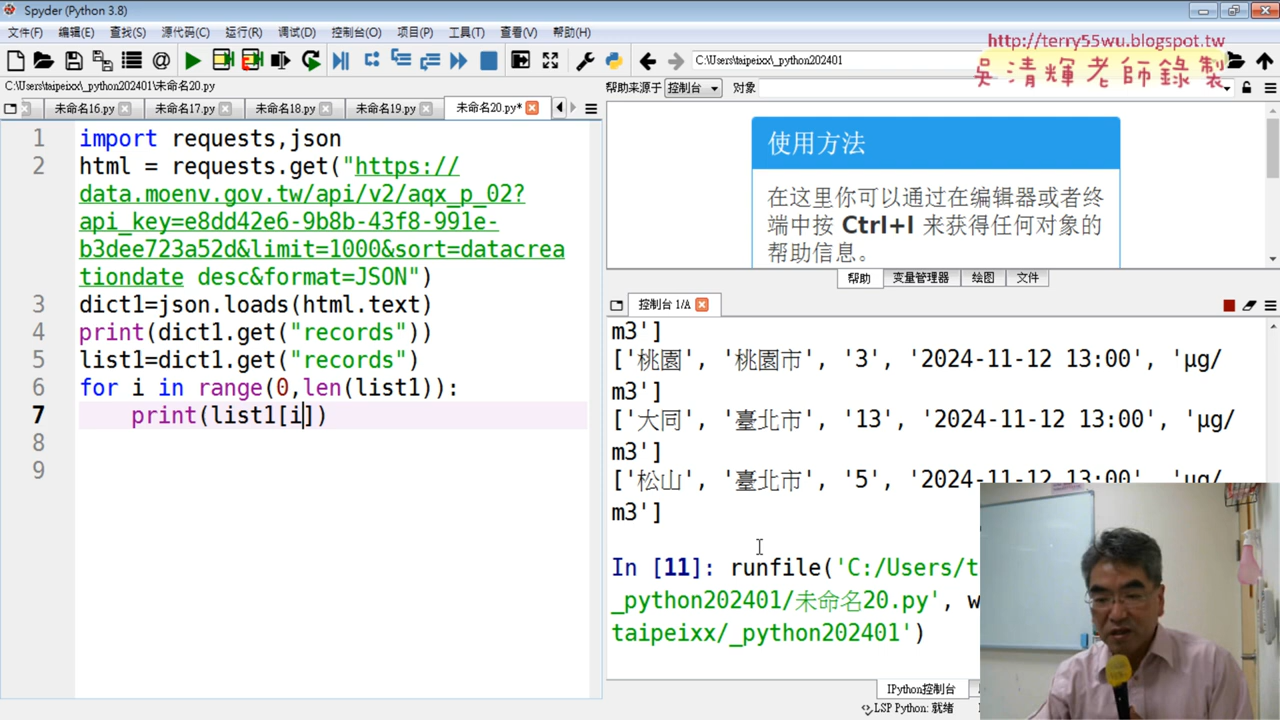 Spyder (Python 3.8)
文件(F) 编辑(E) 查找(S) 源代码(C) 运行(R) 调试(D) 控制台(O) 项目(P) 工具(T) 查看(V) 帮助(H)
http://terry55wu.blogspot.tw
吳清輝老師錄製
C:\Users\taipeixx\_python202401
C:\Users\taipeixx\_python202401\未命名20.py
帮助来源于 控制台 对象
未命名16.py 未命名17.py 未命名18.py 未命名19.py 未命名20.py*
1 import requests,json
2 html = requests.get("https://
data.moenv.gov.tw/api/v2/aqx_p_02?
api_key=e8dd42e6-9b8b-43f8-991e-
b3dee723a52d&limit=1000&sort=datacrea
tiondate desc&format=JSON")
3 dict1=json.loads(html.text)
4 print(dict1.get("records"))
5 list1=dict1.get("records")
6 for i in range(0,len(list1)):
7 print(list1[i])
8
9
使用方法
在这里你可以通过在编辑器或者终
端中按 Ctrl+I 来获得任何对象的
帮助信息。
帮助 变量管理器 绘图 文件
控制台 1/A
m3']
['桃園', '桃園市', '3', '2024-11-12 13:00', 'μg/
m3']
['大同', '臺北市', '13', '2024-11-12 13:00', 'μg/
m3']
['松山', '臺北市', '5', '2024-11-12 13:00', 'μg/
m3']
In [11]: runfile('C:/Users/t
_python202401/未命名20.py', w
taipeixx/_python202401')
IPython控制台
LSP Python: 就绪